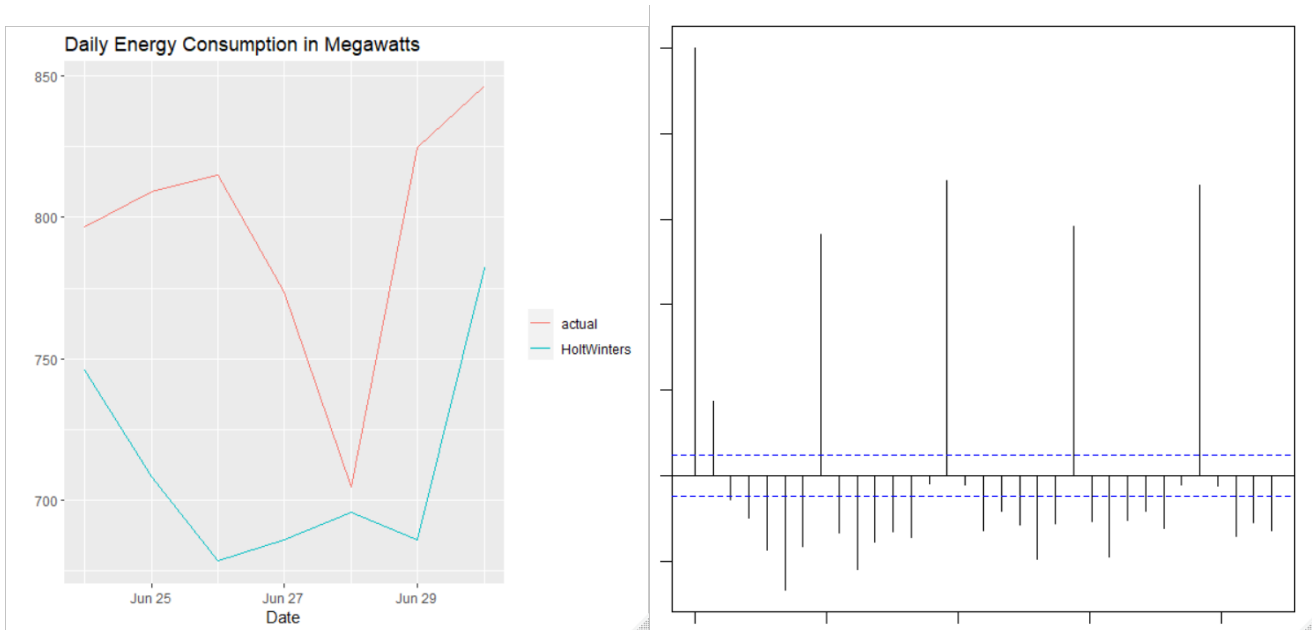 Daily Energy Consumption in Megawatts
850
800
750
700
Jun 25
Jun 27
Jun 29
Date
actual
HoltWinters